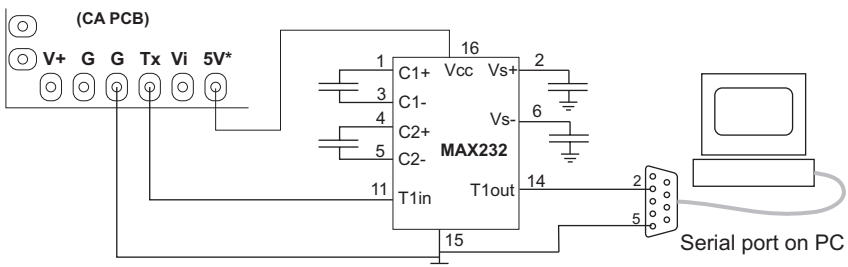 (CA PCB)
V+ G G Tx Vi 5V*
16
1 C1+ Vcc Vs+ 2
3 C1-
4 C2+ Vs- 6
5 C2- MAX232
11 T1in T1out 14 2
15 5
Serial port on PC